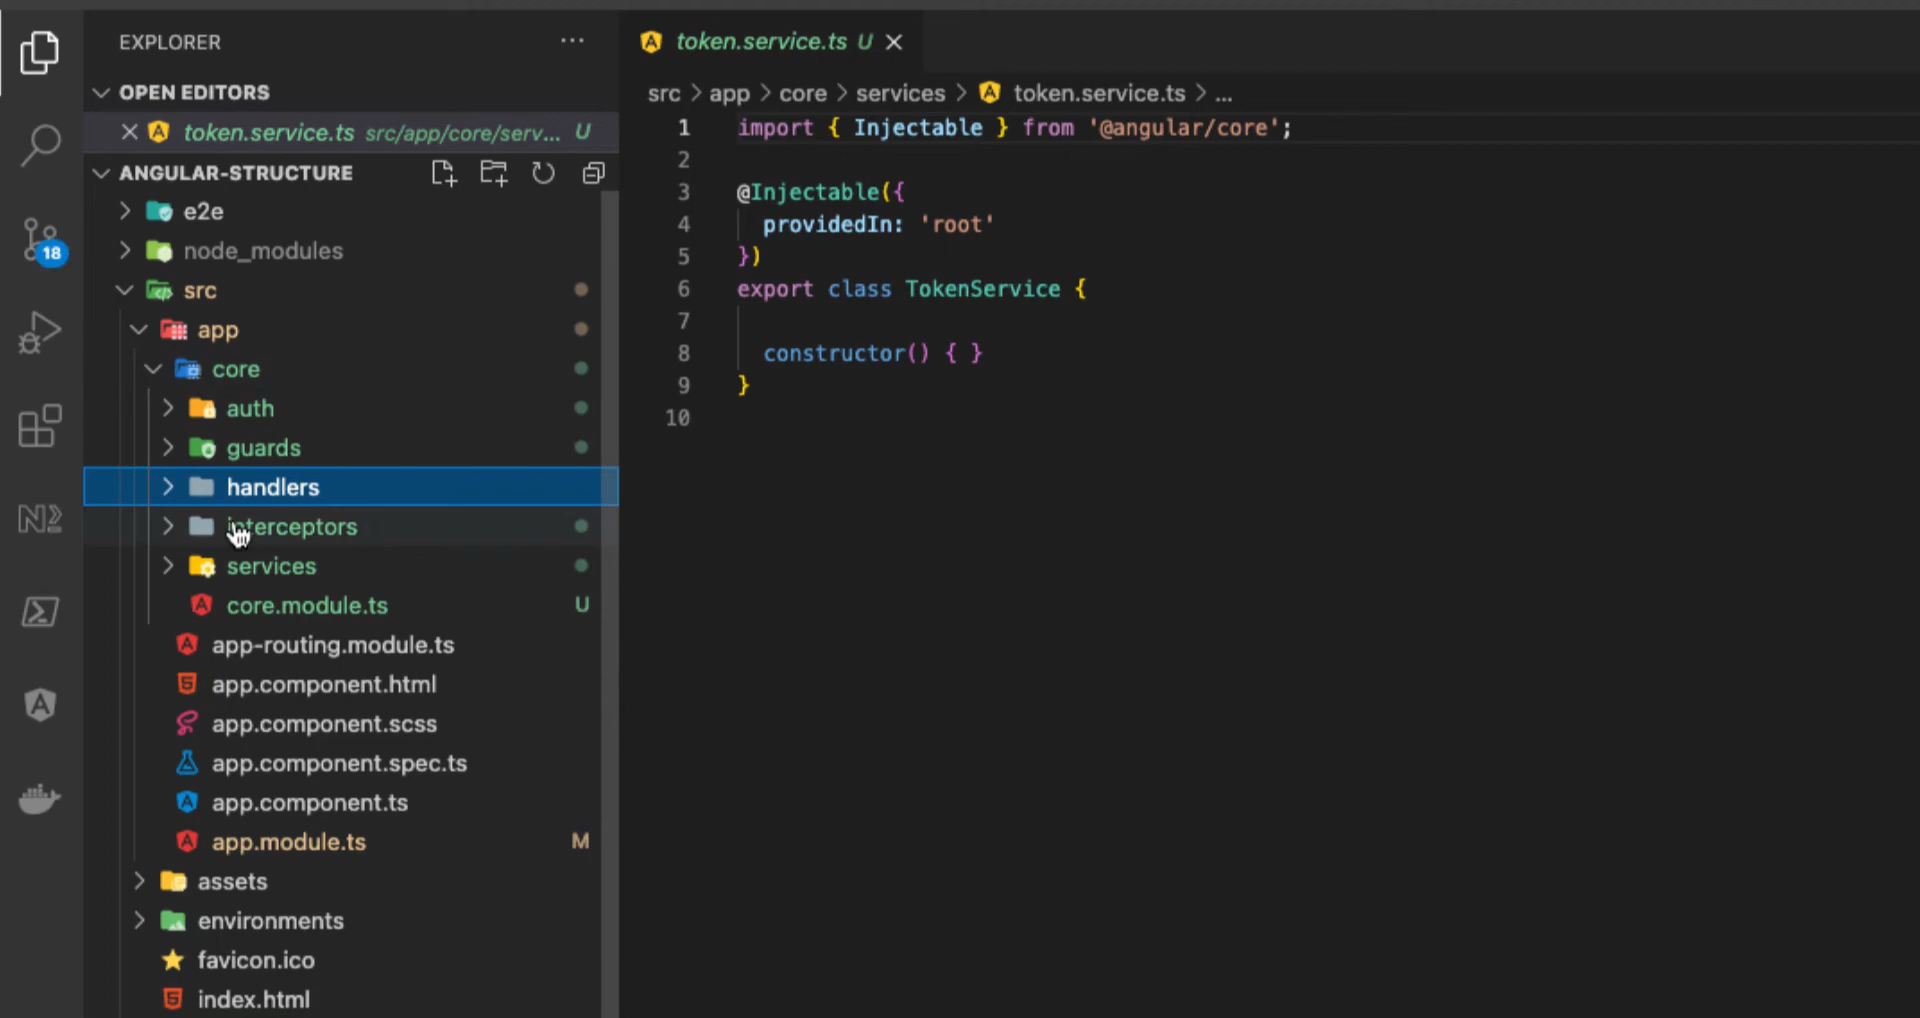 EXPLORER
OPEN EDITORS
token.service.ts src/app/core/serv... U
ANGULAR-STRUCTURE
e2e
node_modules
18
src
app
core
auth
guards
handlers
terceptors
services
core.module.ts U
app-routing.module.ts
app.component.html
app.component.scss
app.component.spec.ts
app.component.ts
app.module.ts M
assets
environments
favicon.ico
index.html
token.service.ts U
src > app > core > services > token.service.ts > ...
1 import { Injectable } from '@angular/core';
2
3 @Injectable({
4 providedIn: 'root'
5 })
6 export class TokenService {
7
8 constructor() { }
9 }
10